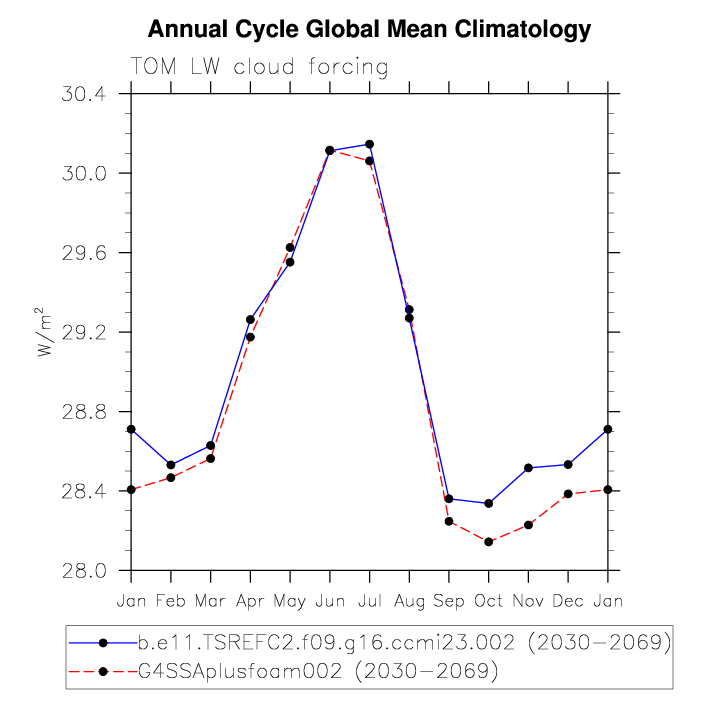 Annual Cycle Global Mean Climatology
TOM LW cloud forcing
30.4
30.0
29.6
29.2
28.8
28.4
28.0
W/m²
Jan Feb Mar Apr May Jun Jul Aug Sep Oct Nov Dec Jan
b.e11.TSREFC2.f09.g16.ccmi23.002 (2030−2069)
G4SSAplusfoam002 (2030−2069)